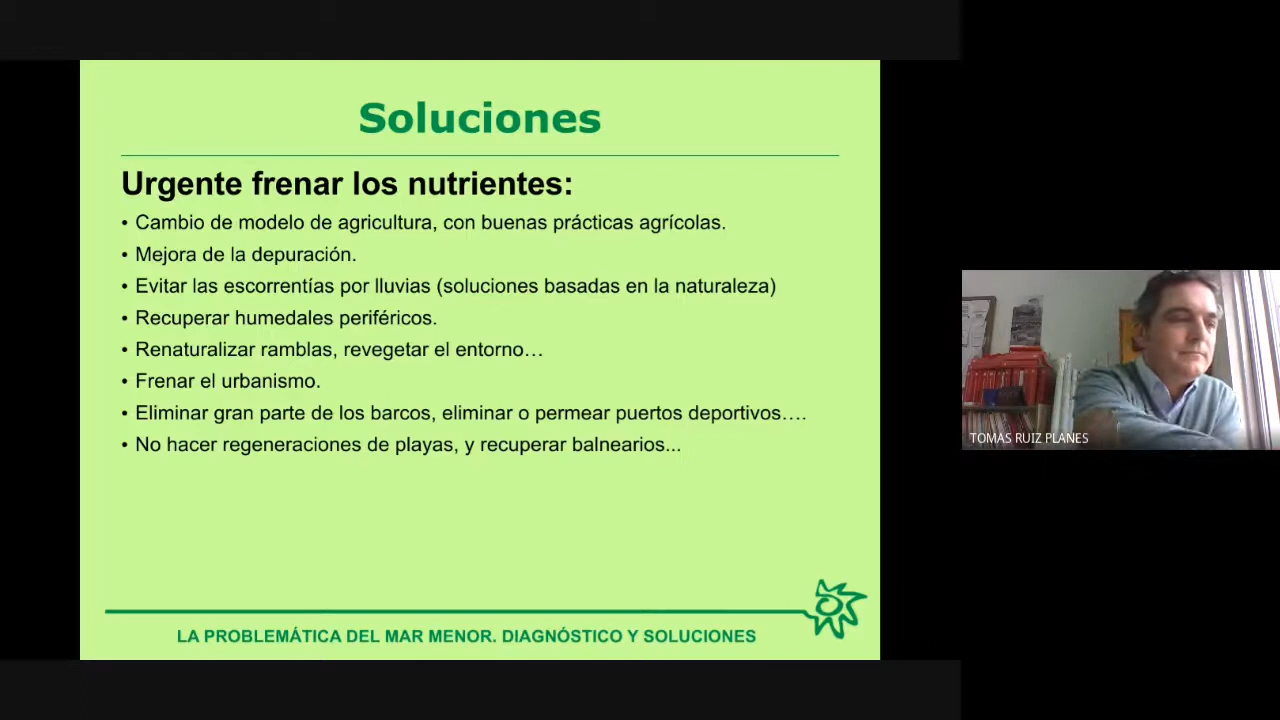 Soluciones
Urgente frenar los nutrientes:
• Cambio de modelo de agricultura, con buenas prácticas agrícolas.
• Mejora de la depuración.
• Evitar las escorrentías por lluvias (soluciones basadas en la naturaleza)
• Recuperar humedales periféricos.
• Renaturalizar ramblas, revegetar el entorno…
• Frenar el urbanismo.
• Eliminar gran parte de los barcos, eliminar o permear puertos deportivos….
• No hacer regeneraciones de playas, y recuperar balnearios...
LA PROBLEMÁTICA DEL MAR MENOR. DIAGNÓSTICO Y SOLUCIONES
TOMAS RUIZ PLANES